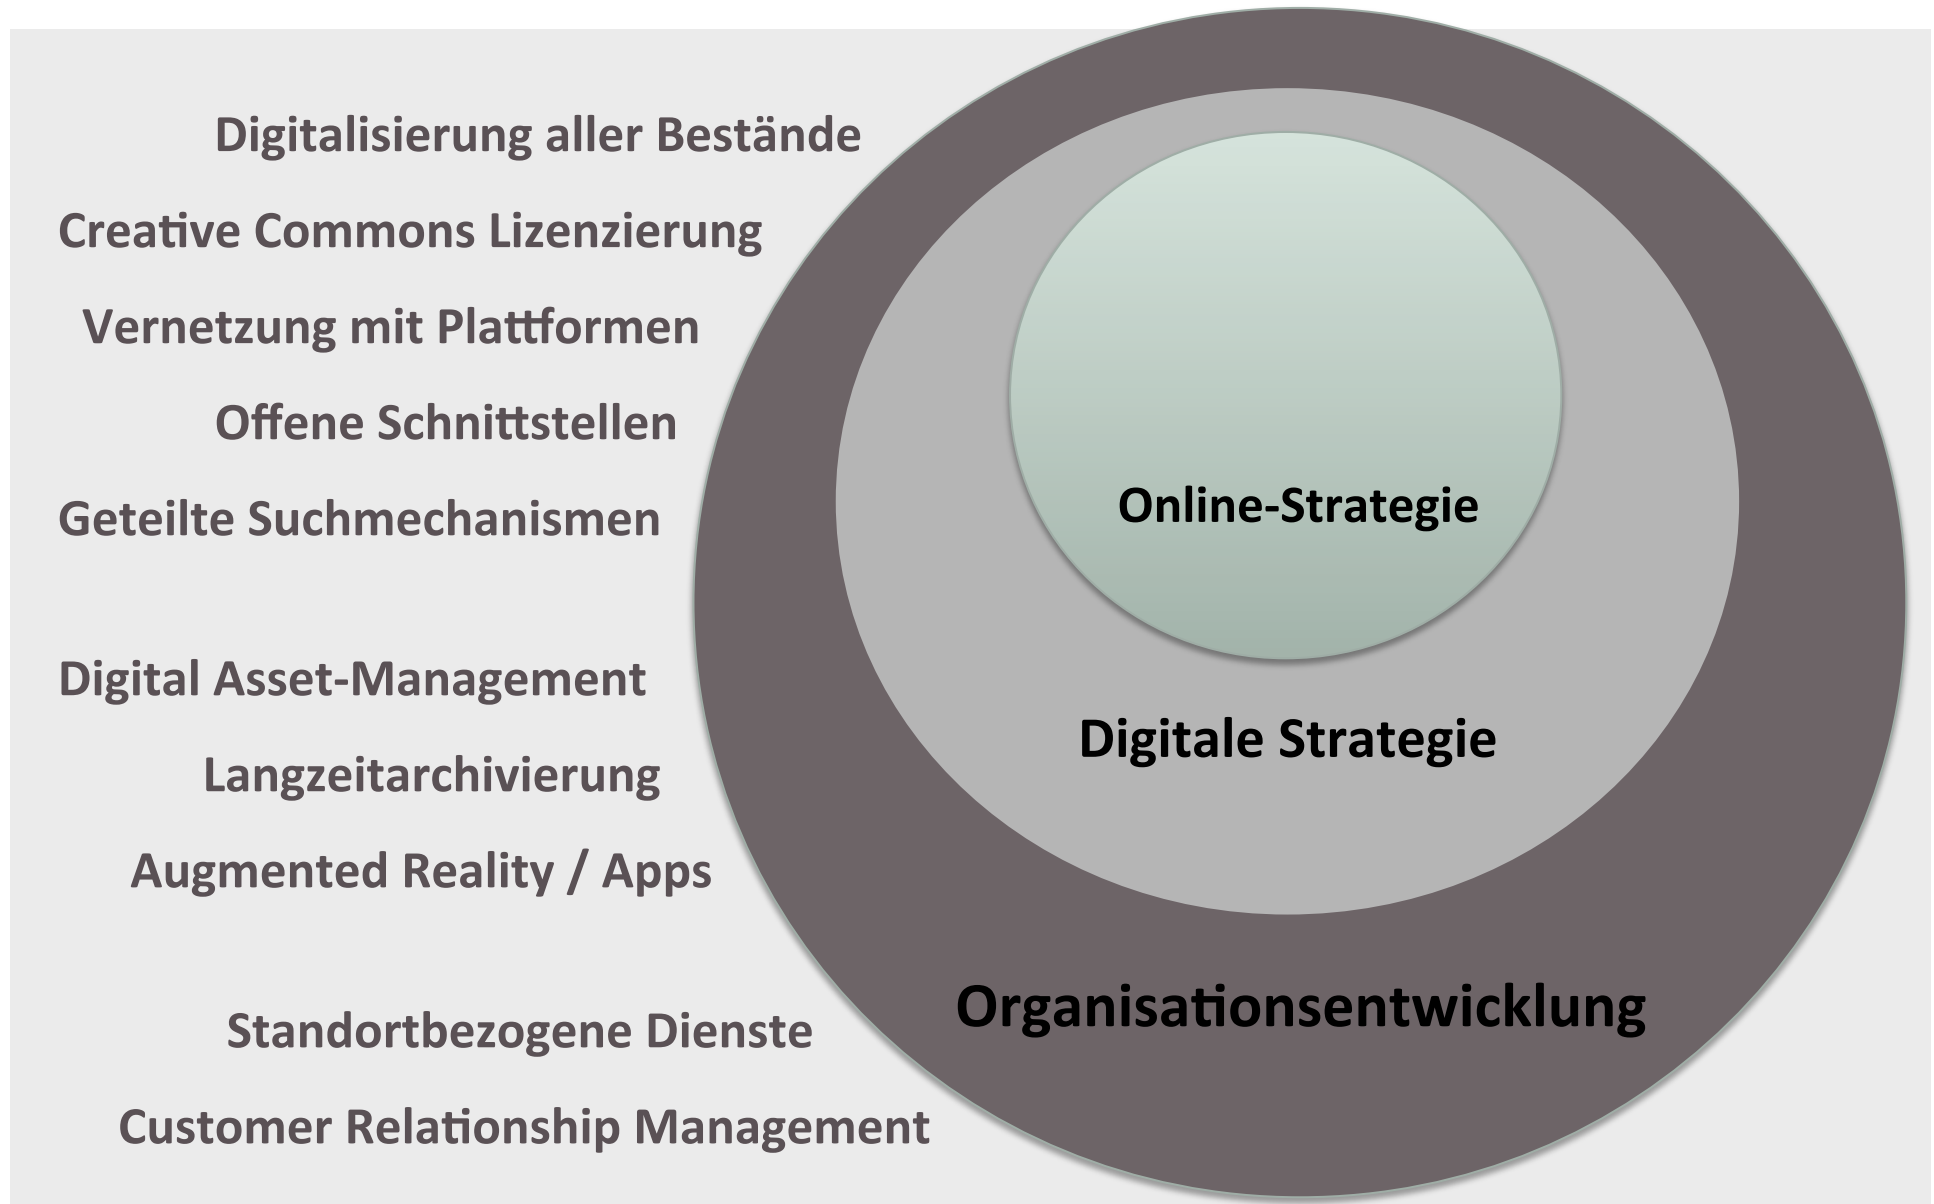 Digitalisierung aller Bestände
Creative Commons Lizenzierung
Vernetzung mit Plattformen
Offene Schnittstellen
Geteilte Suchmechanismen
Digital Asset-Management
Langzeitarchivierung
Augmented Reality / Apps
Standortbezogene Dienste
Customer Relationship Management
Online-Strategie
Digitale Strategie
Organisationsentwicklung